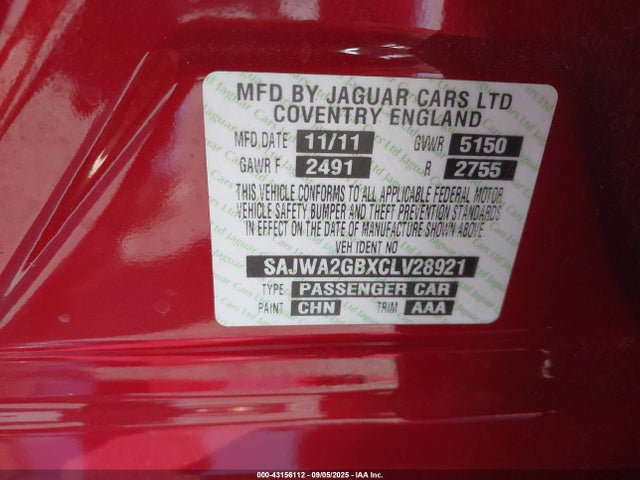 MFD BY JAGUAR CARS LTD
COVENTRY ENGLAND
MFD DATE 11/11 GVWR 5150
GAWR F 2491 R 2755
THIS VEHICLE CONFORMS TO ALL APPLICABLE FEDERAL MOTOR
VEHICLE SAFETY BUMPER AND THEFT PREVENTION STANDARDS
IN EFFECT ON THE DATE OF MANUFACTURE SHOWN ABOVE.
VEH IDENT NO
SAJWA2GBXCLV28921
TYPE PASSENGER CAR
PAINT CHN TRIM AAA
000-43156112 - 09/05/2025 - IAA Inc.